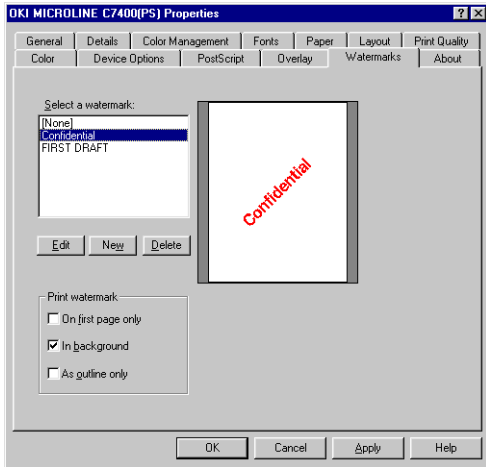 OKI MICROLINE C7400(PS) Properties
General Details Color Management Fonts Paper Layout Print Quality
Color Device Options PostScript Overlay Watermarks About
Select a watermark:
[None]
Confidential
FIRST DRAFT
Confidential
Edit New Delete
Print watermark
On first page only
In background
As outline only
OK Cancel Apply Help